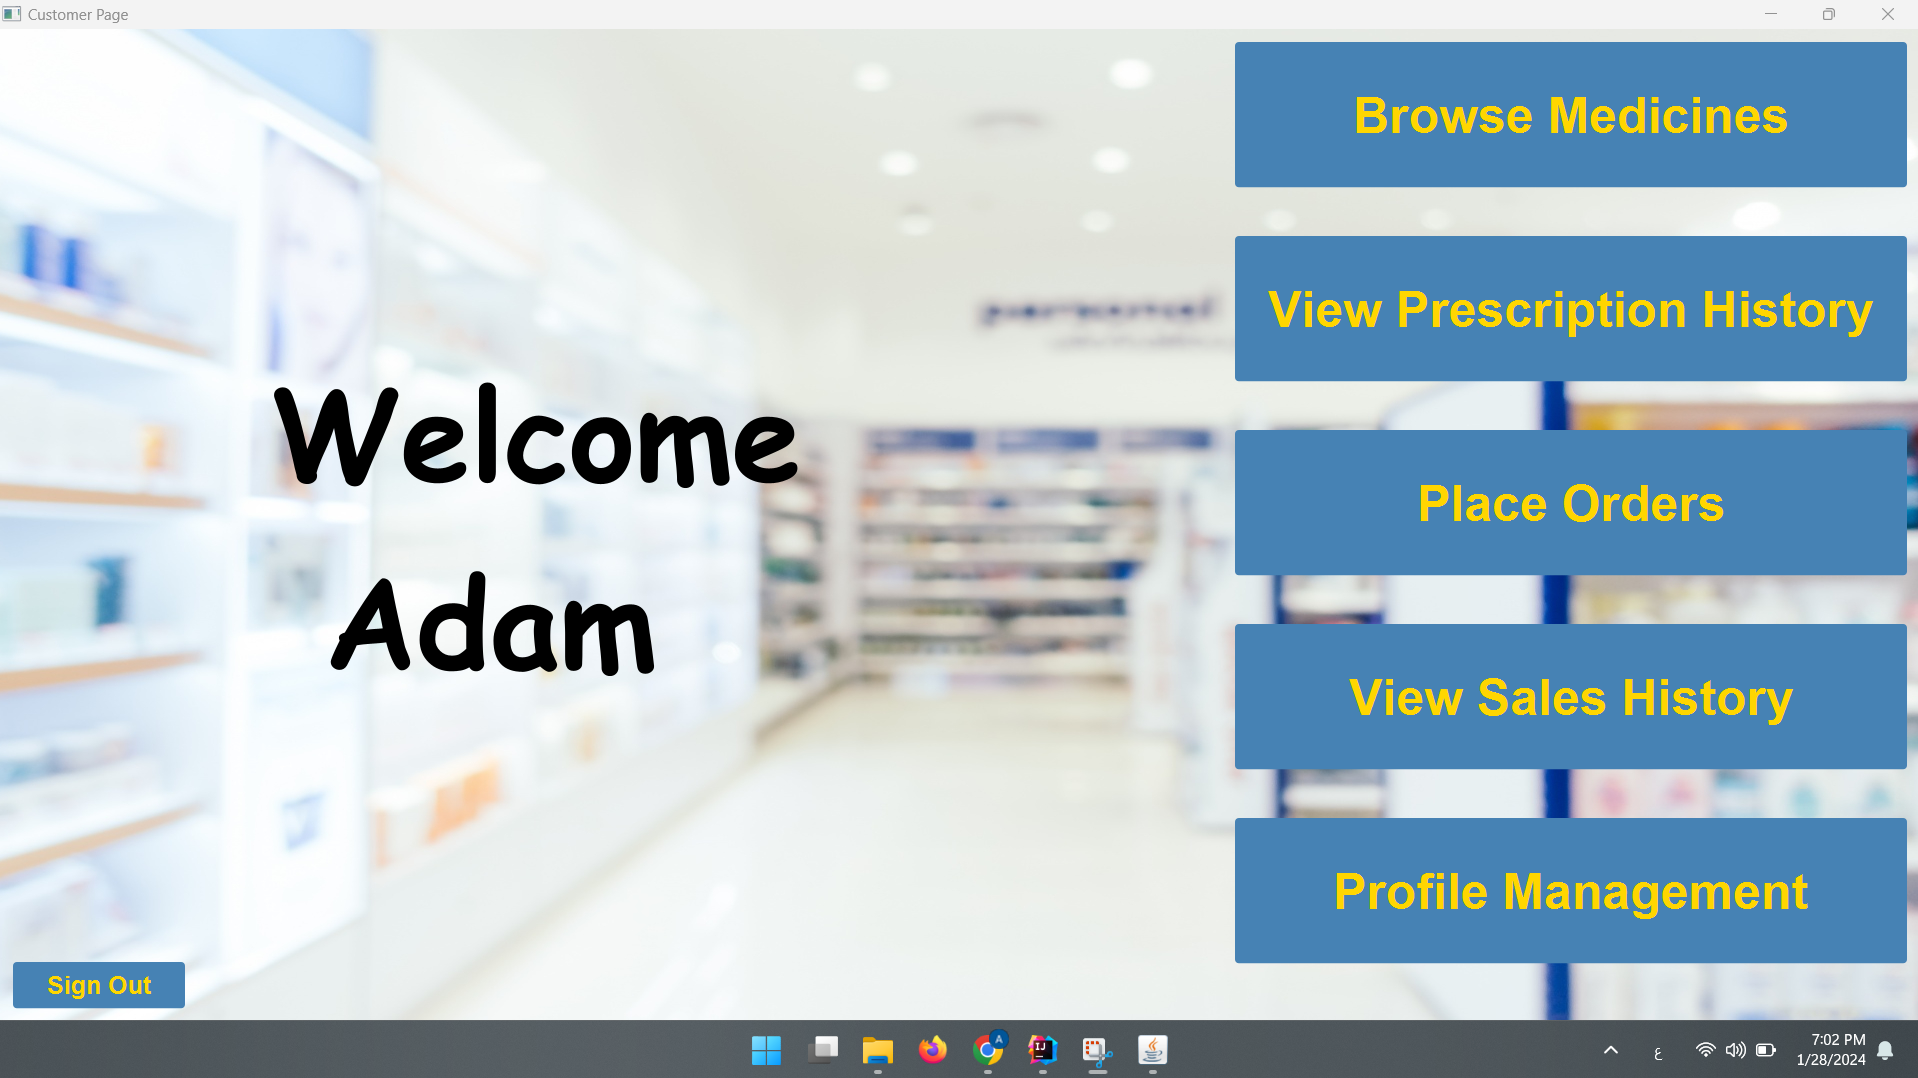 Customer Page
Browse Medicines
View Prescription History
Welcome
Adam
Place Orders
View Sales History
Profile Management
Sign Out
A
IJ
ع
7:02 PM
1/28/2024